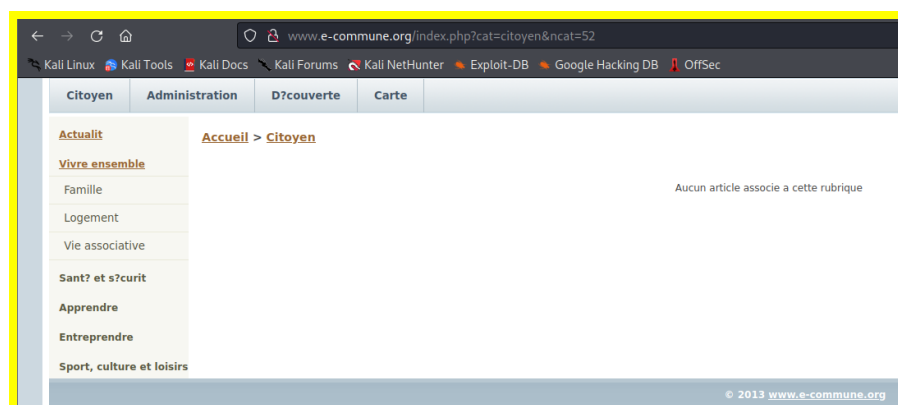 www.e-commune.org/index.php?cat=citoyen&ncat=52
Kali Linux Kali Tools Kali Docs Kali Forums Kali NetHunter Exploit-DB Google Hacking DB OffSec
Citoyen Administration D?couverte Carte
Actualit
Accueil > Citoyen
Vivre ensemble
Famille
Aucun article associe a cette rubrique
Logement
Vie associative
Sant? et s?curit
Apprendre
Entreprendre
Sport, culture et loisirs
© 2013 www.e-commune.org